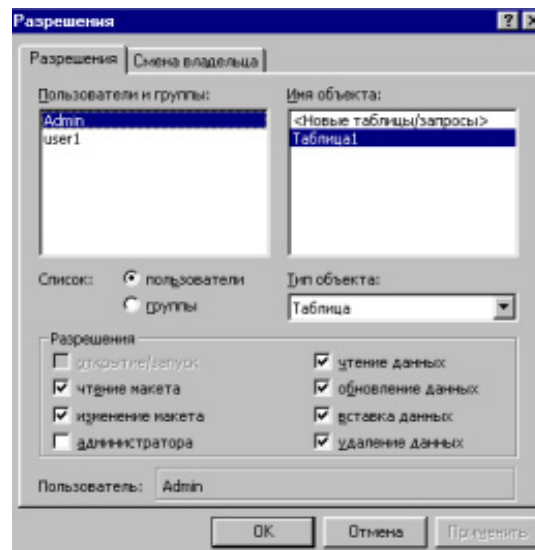 Разрешения
Разрешения Смена владельца
Пользователи и группы: Имя объекта:
Admin <Новые таблицы/запросы>
user1 Таблица1
Список: пользователи Тип объекта:
группы Таблица
Разрешения
открытие/запуск чтение данных
чтение макета обновление данных
изменение макета вставка данных
администратора удаление данных
Пользователь: Admin
OK Отмена Применить